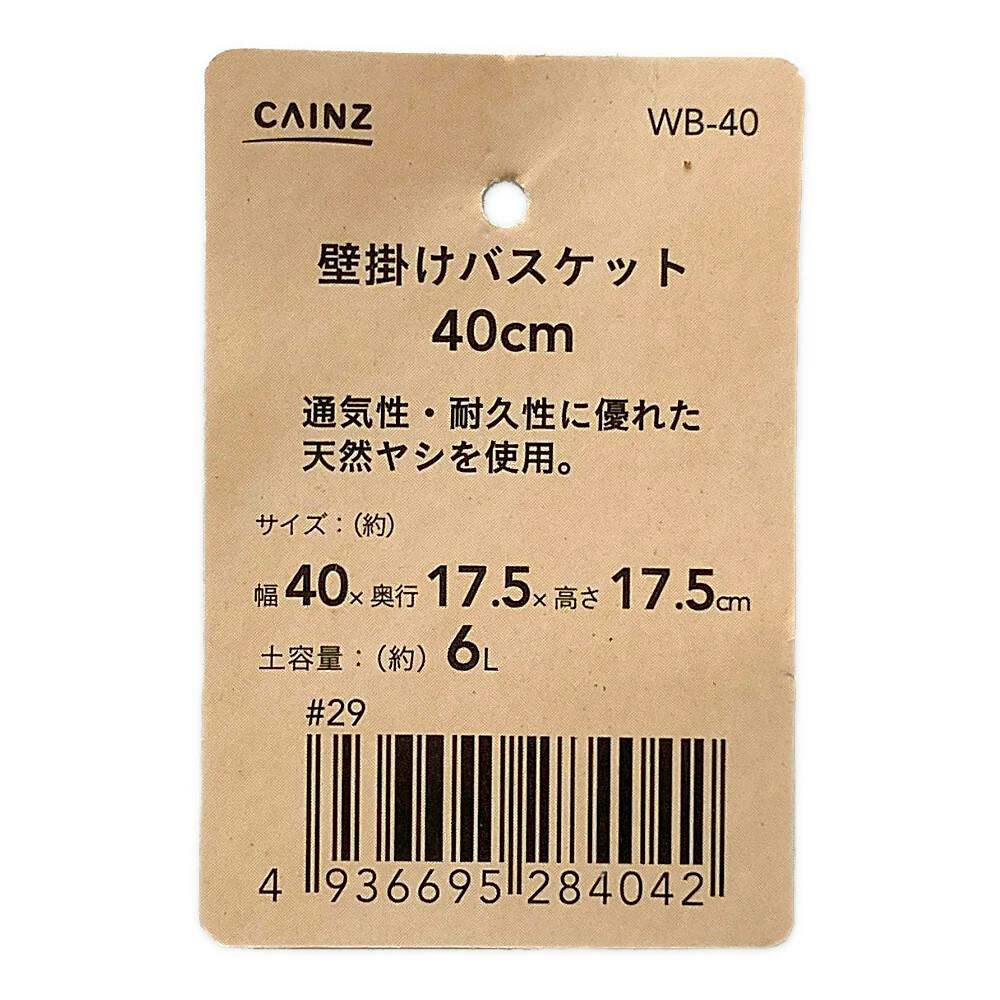 CAINZ
WB-40
壁掛けバスケット
40cm
通気性・耐久性に優れた
天然ヤシを使用。
サイズ：（約）
幅40×奥行17.5×高さ17.5cm
土容量：（約）6L
#29
4 936695 284042